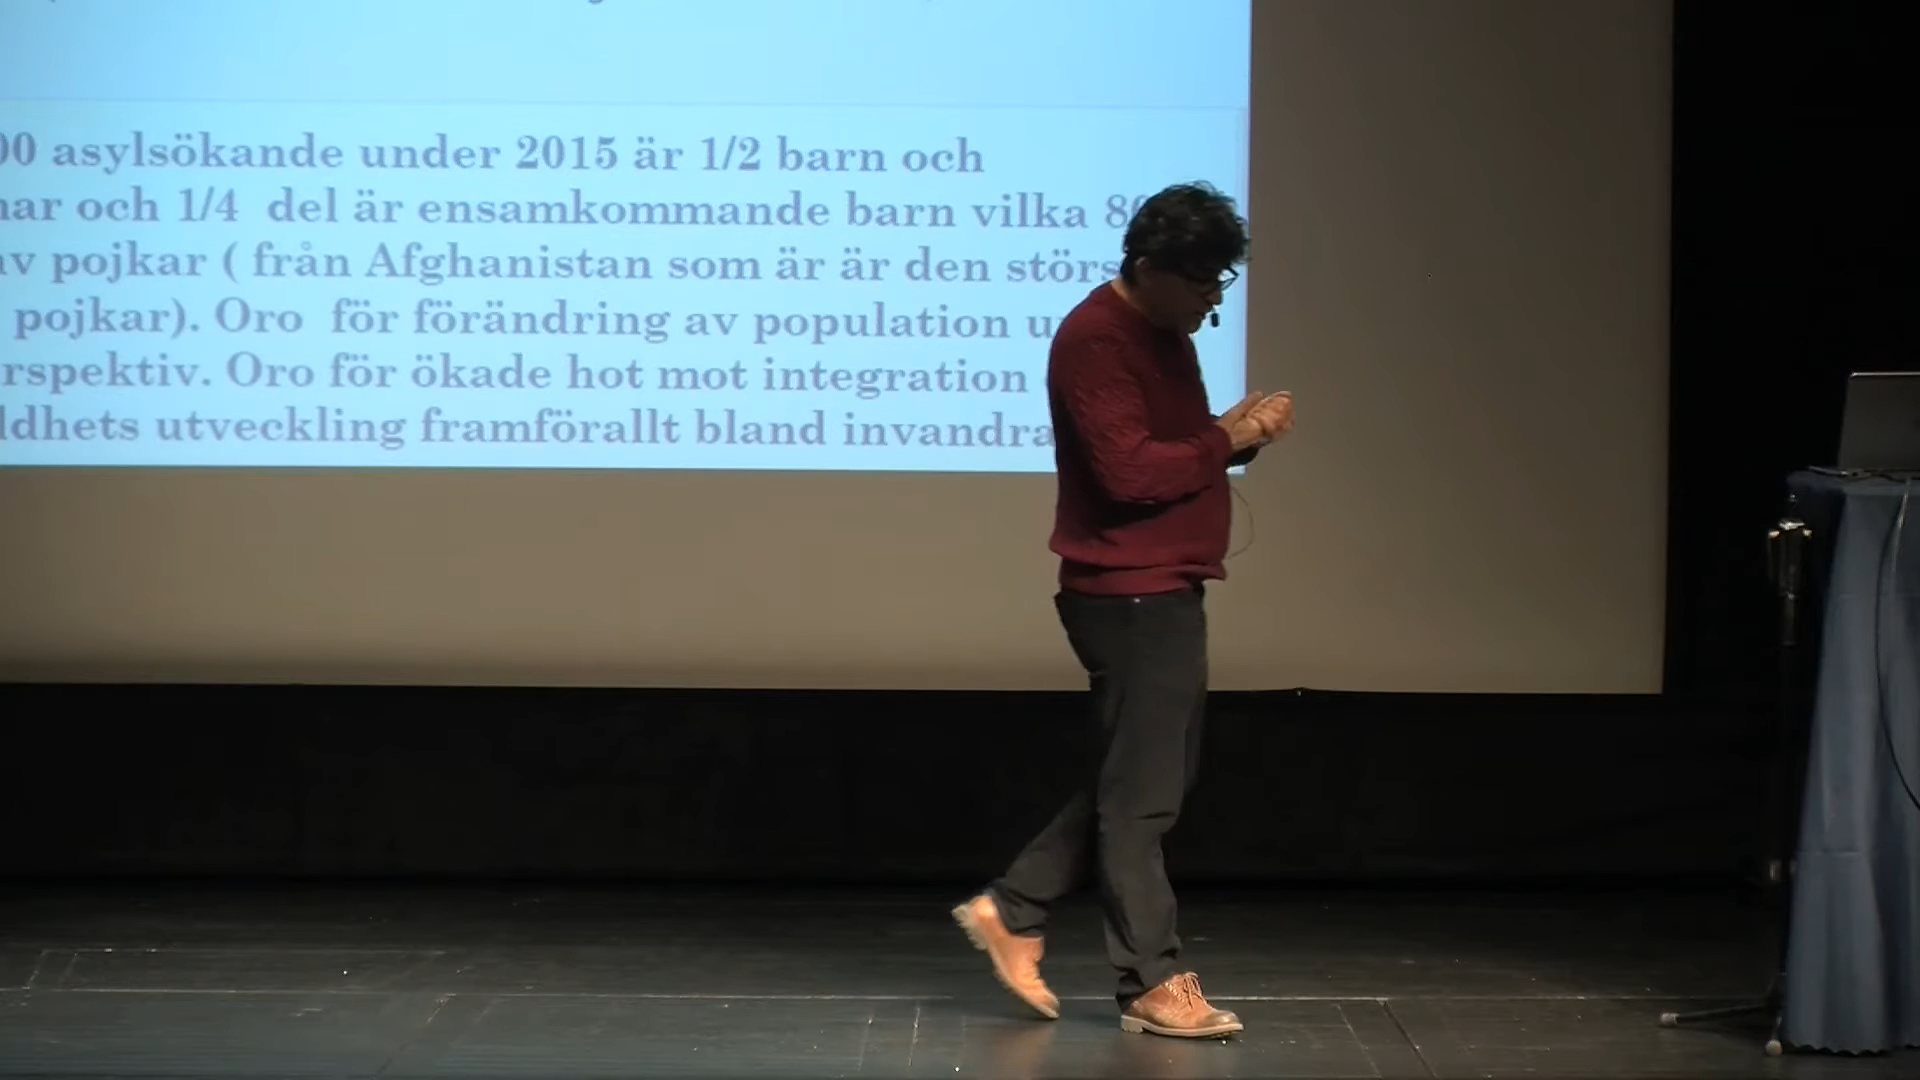 00 asylsökande under 2015 är 1/2 barn och
och 1/4 del är ensamkommande barn vilka
av pojkar ( från Afghanistan som är är den störs
pojkar). Oro för förändring av population u
rspektiv. Oro för ökade hot mot integration
ldhets utveckling framförallt bland invandra